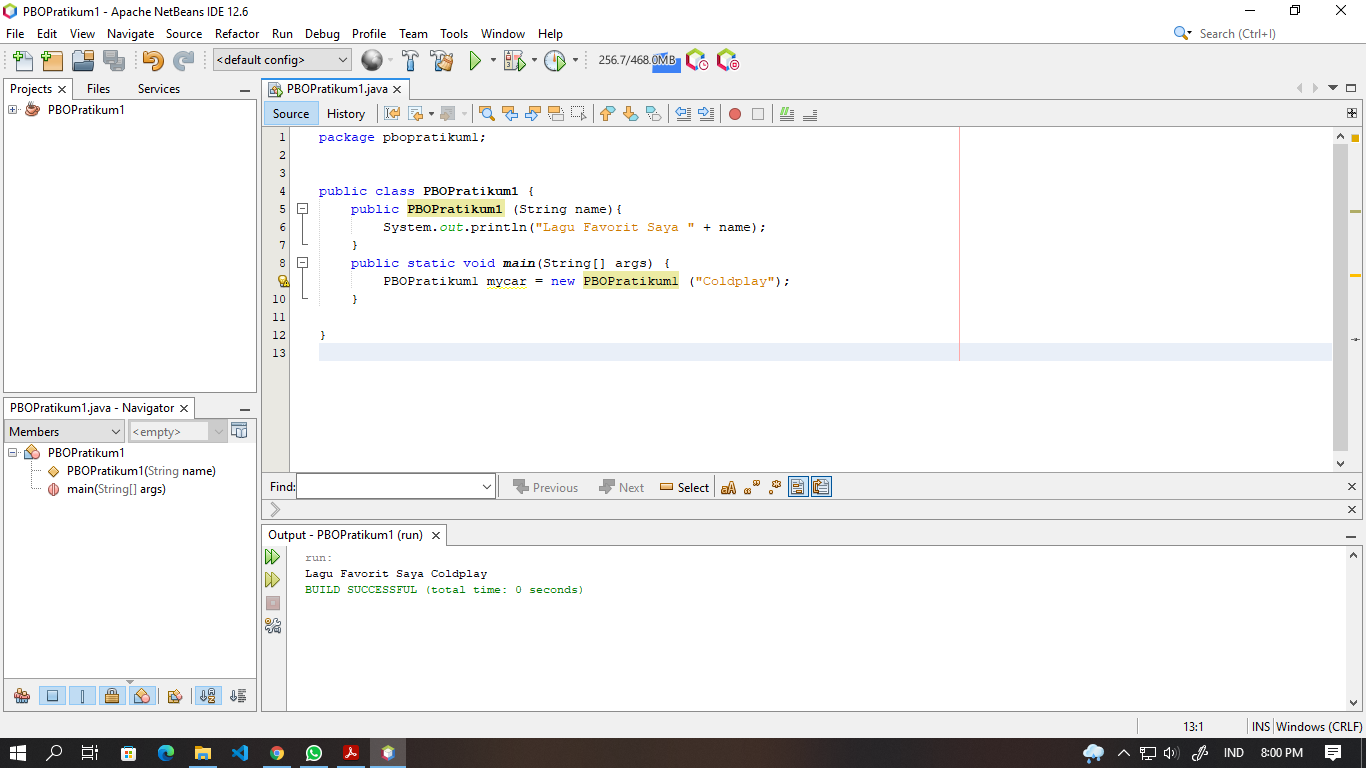 PBOPratikum1 - Apache NetBeans IDE 12.6
File Edit View Navigate Source Refactor Run Debug Profile Team Tools Window Help
Search (Ctrl+I)
<default config>
256.7/468.0MB
Projects
Files
Services
PBOPratikum1
PBOPratikum1.java
Source
History
1 package pbopratikum1;
2
3
4 public class PBOPratikum1 {
5 public PBOPratikum1 (String name){
6 System.out.println("Lagu Favorit Saya " + name);
7 }
8 public static void main(String[] args) {
PBOPratikum1 mycar = new PBOPratikum1 ("Coldplay");
10 }
11
12 }
13
PBOPratikum1.java - Navigator
Members
<empty>
PBOPratikum1
PBOPratikum1(String name)
main(String[] args)
Find:
Previous
Next
Select
Output - PBOPratikum1 (run)
run:
Lagu Favorit Saya Coldplay
BUILD SUCCESSFUL (total time: 0 seconds)
13:1
INS
Windows (CRLF)
IND
8:00 PM